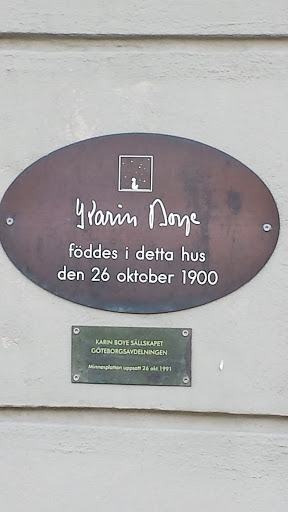 Karin Boye
föddes i detta hus
den 26 oktober 1900
KARIN BOYE SÄLLSKAPET
GÖTEBORGSAVDELNINGEN
Minnesplattan uppsatt 26 okt 1991